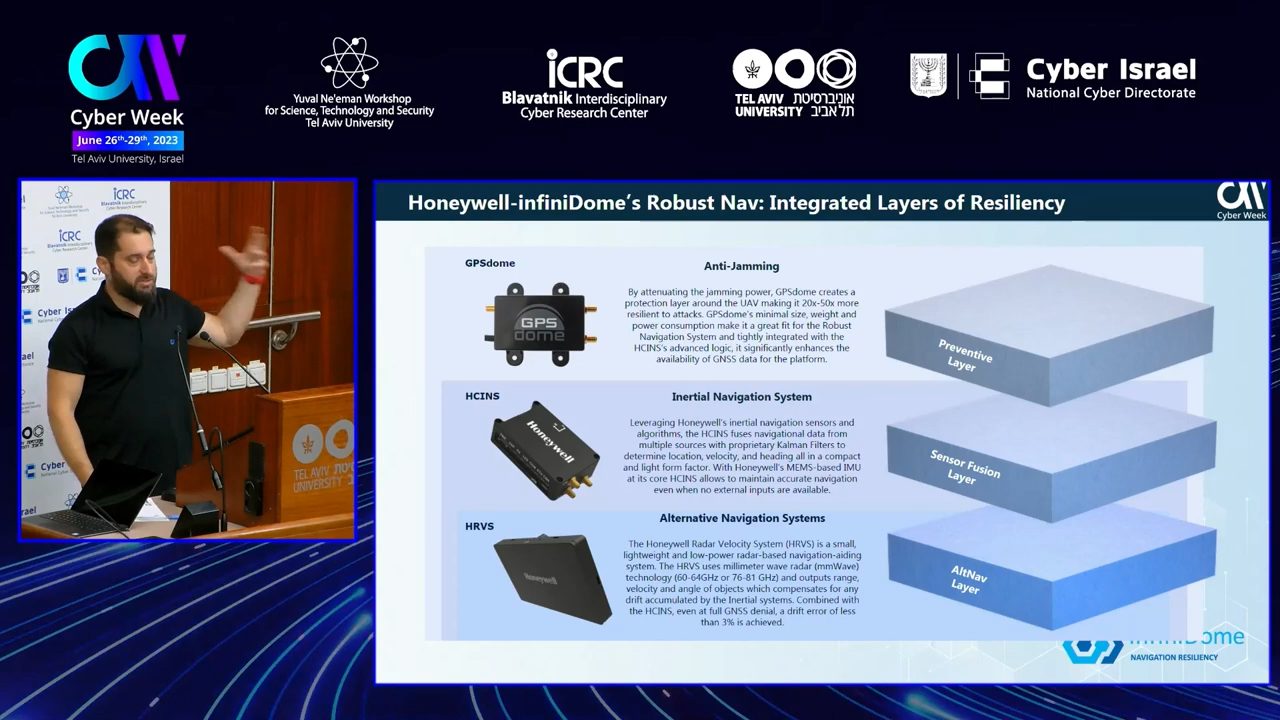 CW
Cyber Week
June 26th-29th, 2023
Tel Aviv University, Israel
Yuval Ne'eman Workshop
for Science, Technology and Security
Tel Aviv University
iCRC
Blavatnik Interdisciplinary
Cyber Research Center
TEL AVIV אוניברסיטת
UNIVERSITY תל אביב
Cyber Israel
National Cyber Directorate
iCRC
iCRC
Cyber
TEL AVIV
UNIVERSITY
Honeywell-infiniDome's Robust Nav: Integrated Layers of Resiliency
CW
Cyber Week
GPSdome
GPS
dome
Anti-Jamming
By attenuating the jamming power, GPSdome creates a
protection layer around the UAV making it 20x-50x more
resilient to attacks. GPSdome's minimal size, weight and
power consumption make it a great fit for the Robust
Navigation System and tightly integrated with the
HCINS's advanced logic, it significantly enhances the
availability of GNSS data for the platform.
Preventive
Layer
HCINS
Honeywell
Inertial Navigation System
Leveraging Honeywell's inertial navigation sensors and
algorithms, the HCINS fuses navigational data from
multiple sources with proprietary Kalman Filters to
determine location, velocity, and heading all in a compact
and light form factor. With Honeywell's MEMS-based IMU
at its core HCINS allows to maintain accurate navigation
even when no external inputs are available.
Sensor Fusion
Layer
HRVS
Honeywell
Alternative Navigation Systems
The Honeywell Radar Velocity System (HRVS) is a small,
lightweight and low-power radar-based navigation-aiding
system. The HRVS uses millimeter wave radar (mmWave)
technology (60-64GHz or 76-81 GHz) and outputs range,
velocity and angle of objects which compensates for any
drift accumulated by the Inertial systems. Combined with
the HCINS, even at full GNSS denial, a drift error of less
than 3% is achieved.
AltNav
Layer
infiniDome
NAVIGATION RESILIENCY